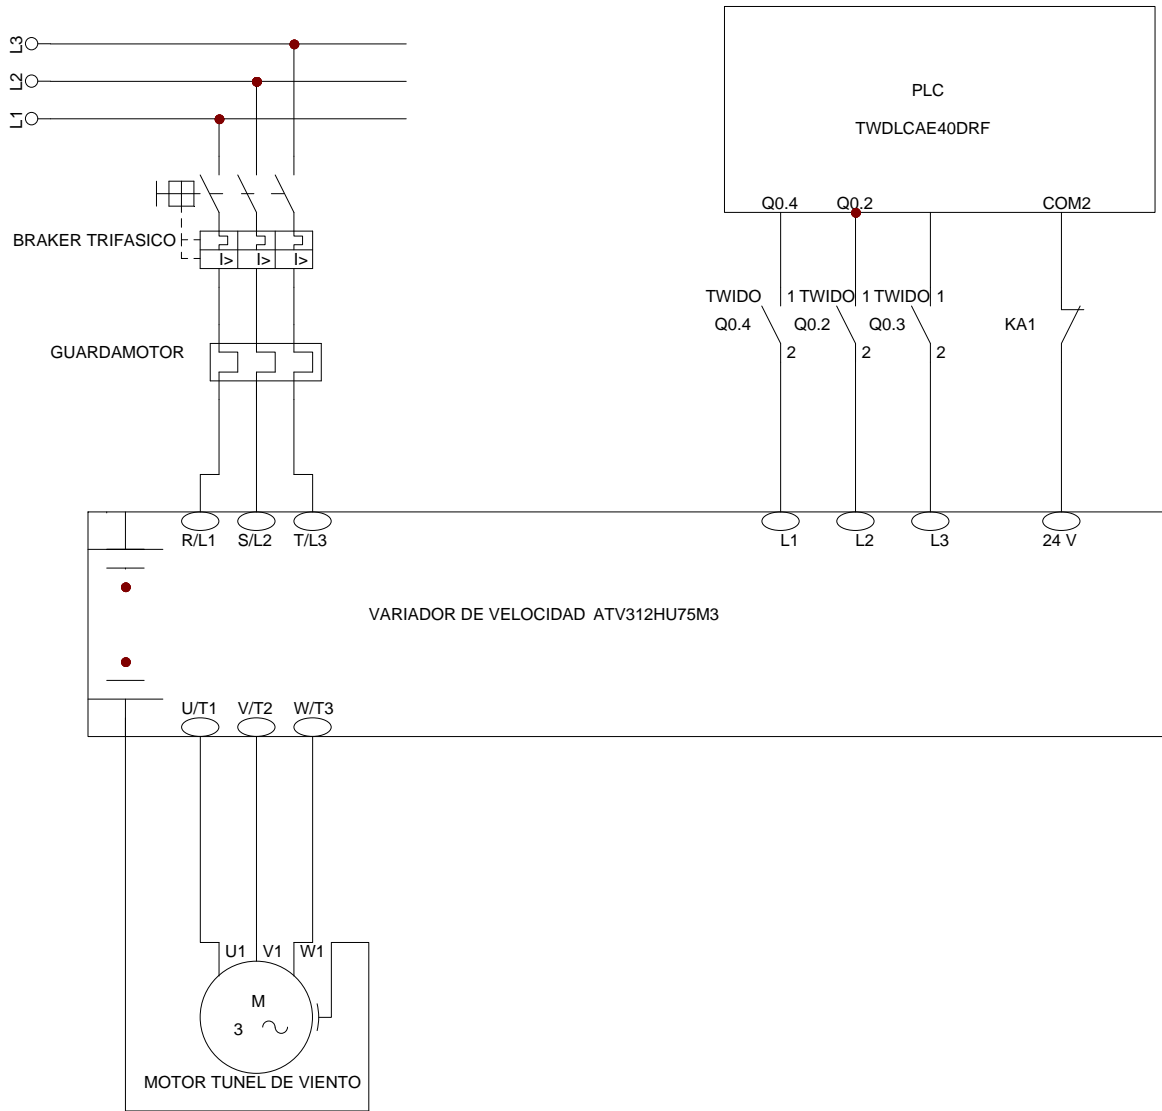 L3
L2
L1
BRAKER TRIFASICO
I> I> I>
GUARDAMOTOR
PLC
TWDLCAE40DRF
Q0.4 Q0.2 COM2
TWIDO 1 TWIDO 1 TWIDO 1
Q0.4 Q0.2 Q0.3 KA1
2 2 2
R/L1 S/L2 T/L3 L1 L2 L3 24 V
VARIADOR DE VELOCIDAD ATV312HU75M3
U/T1 V/T2 W/T3
U1 V1 W1
M
3
MOTOR TUNEL DE VIENTO